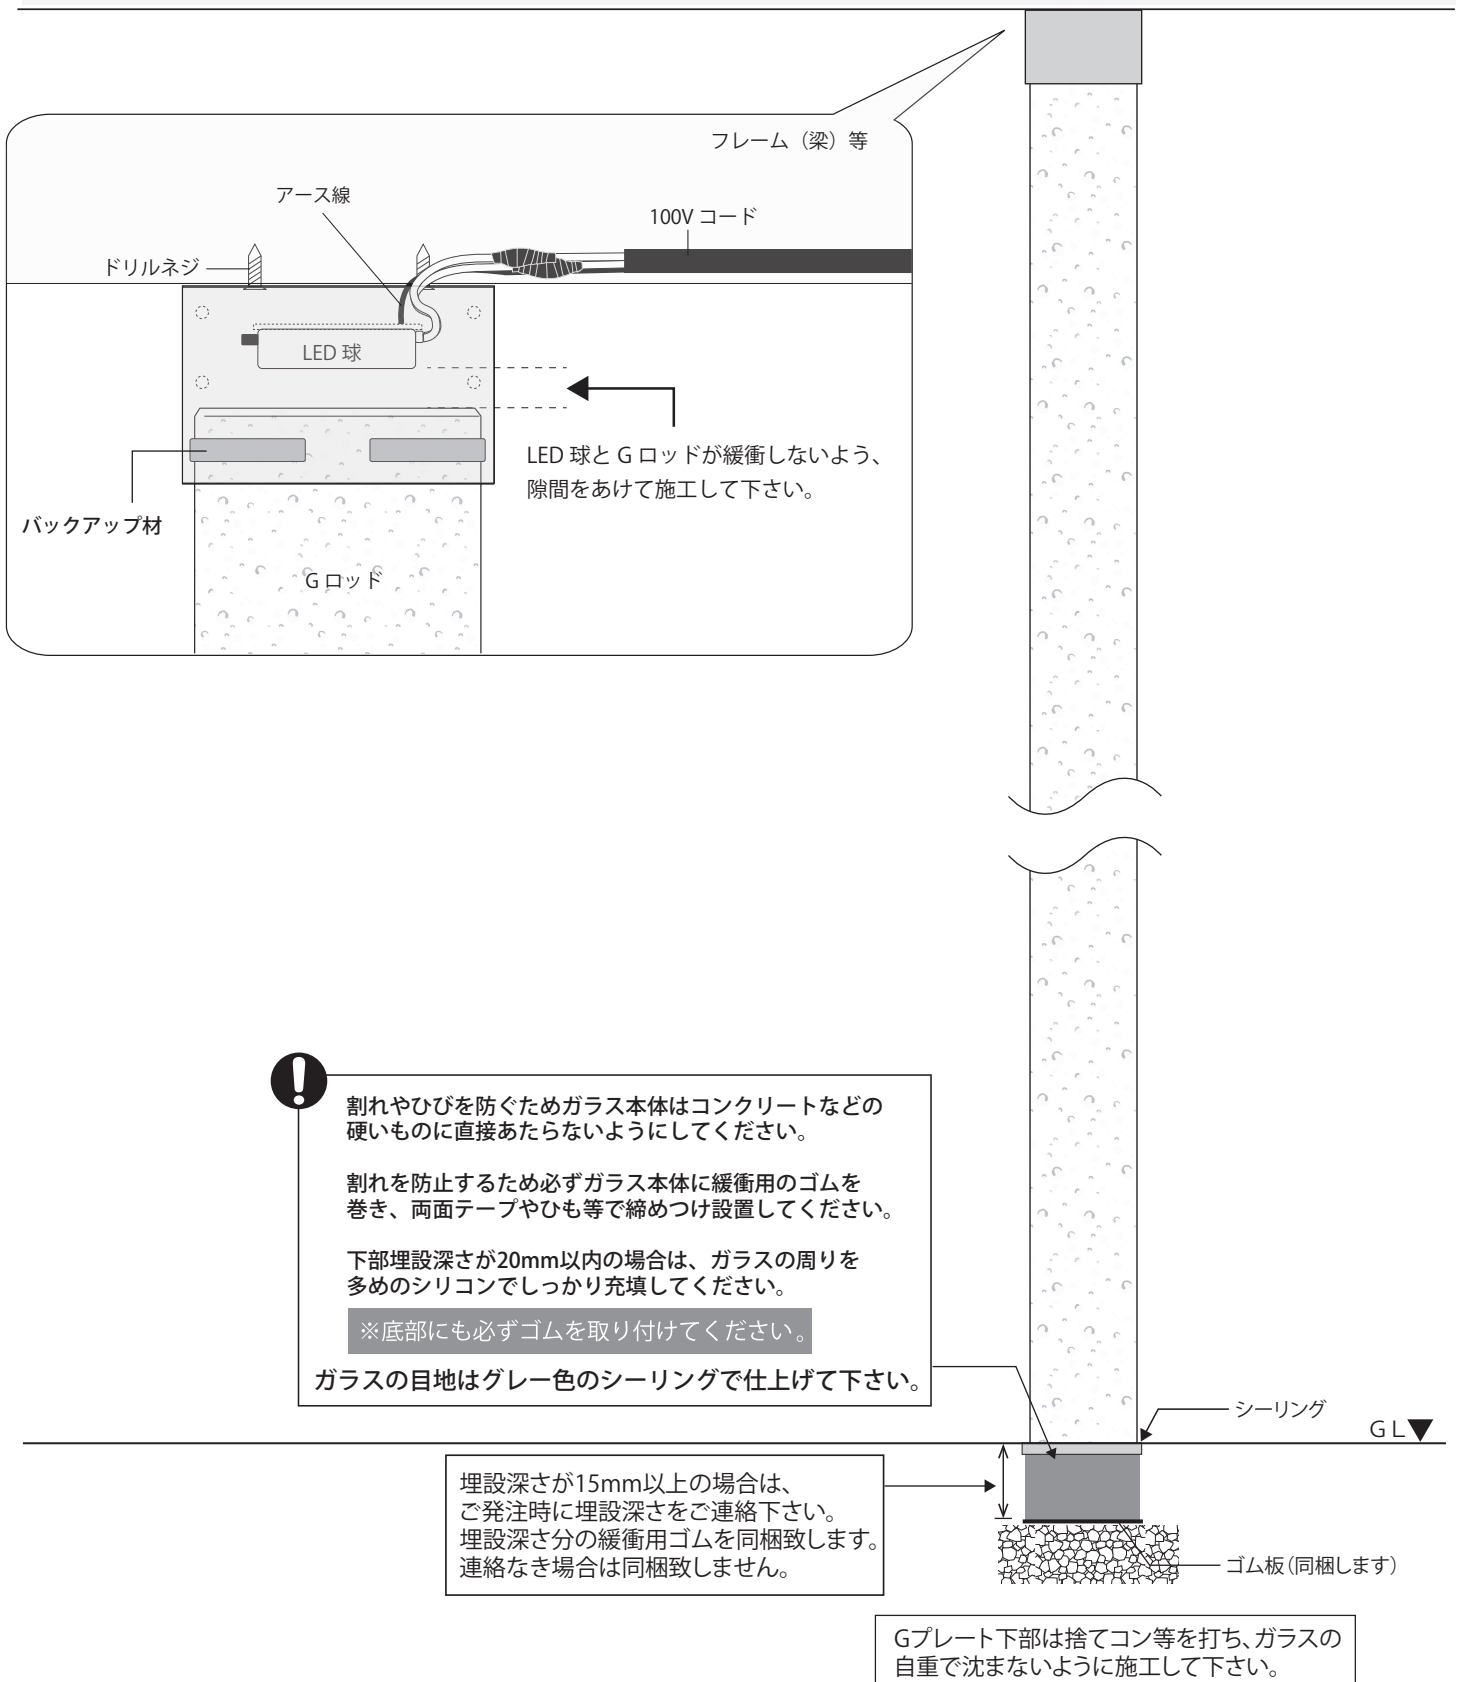 フレーム（梁）等
アース線
100V コード
ドリルネジ
LED 球
LED 球と G ロッドが緩衝しないよう、
隙間をあけて施工して下さい。
バックアップ材
G ロッド
割れやひびを防ぐためガラス本体はコンクリートなどの
硬いものに直接あたらないようにしてください。
割れを防止するため必ずガラス本体に緩衝用のゴムを
巻き、両面テープやひも等で締めつけ設置してください。
下部埋設深さが20mm以内の場合は、ガラスの周りを
多めのシリコンでしっかり充填してください。
※底部にも必ずゴムを取り付けてください。
ガラスの目地はグレー色のシーリングで仕上げて下さい。
シーリング
GL▼
埋設深さが15mm以上の場合は、
ご発注時に埋設深さをご連絡下さい。
埋設深さ分の緩衝用ゴムを同梱致します。
連絡なき場合は同梱致しません。
ゴム板（同梱します）
Gプレート下部は捨てコン等を打ち、ガラスの
自重で沈まないように施工して下さい。